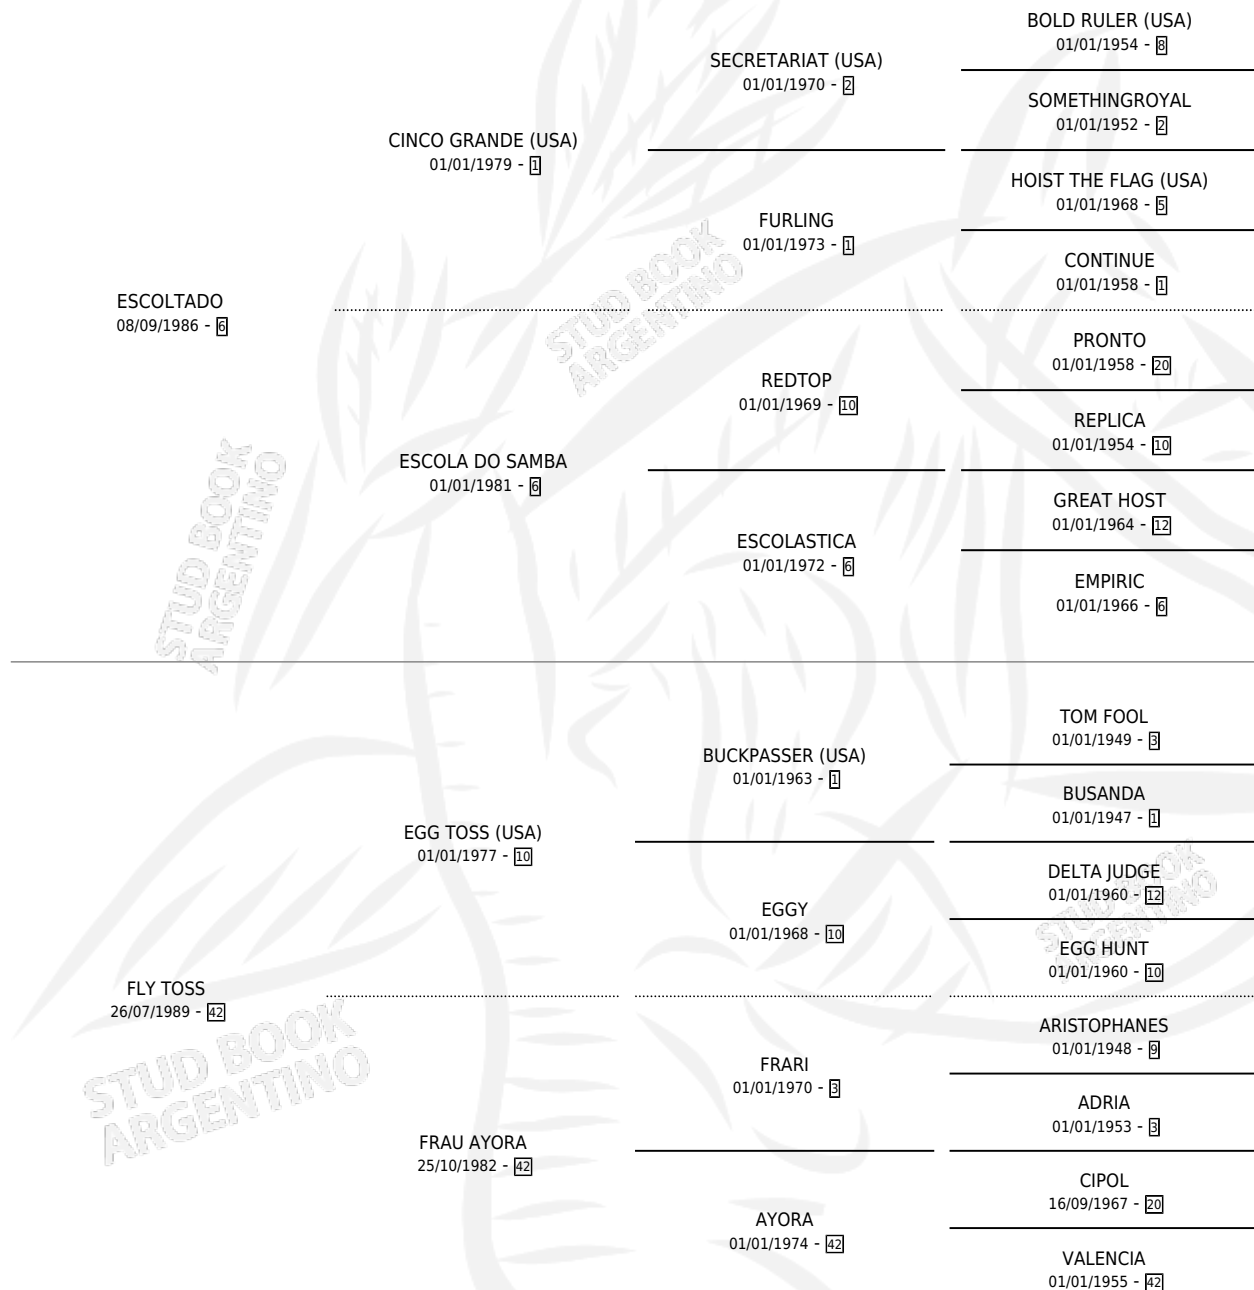 BOLD RULER (USA)
01/01/1954 - 8
SECRETARIAT (USA)
01/01/1970 - 2
SOMETHINGROYAL
01/01/1952 - 2
CINCO GRANDE (USA)
01/01/1979 - 1
HOIST THE FLAG (USA)
01/01/1968 - 5
FURLING
01/01/1973 - 1
CONTINUE
01/01/1958 - 1
ESCOLTADO
08/09/1986 - 6
PRONTO
01/01/1958 - 20
REDTOP
01/01/1969 - 10
REPLICA
01/01/1954 - 10
ESCOLA DO SAMBA
01/01/1981 - 6
GREAT HOST
01/01/1964 - 12
ESCOLASTICA
01/01/1972 - 6
EMPIRIC
01/01/1966 - 6
TOM FOOL
01/01/1949 - 3
BUCKPASSER (USA)
01/01/1963 - 1
BUSANDA
01/01/1947 - 1
EGG TOSS (USA)
01/01/1977 - 10
DELTA JUDGE
01/01/1960 - 12
EGGY
01/01/1968 - 10
EGG HUNT
01/01/1960 - 10
FLY TOSS
26/07/1989 - 42
ARISTOPHANES
01/01/1948 - 9
FRARI
01/01/1970 - 3
ADRIA
01/01/1953 - 3
FRAU AYORA
25/10/1982 - 42
CIPOL
16/09/1967 - 20
AYORA
01/01/1974 - 42
VALENCIA
01/01/1955 - 42
STUD BOOK
ARGENTINO
STUD BOOK
ARGENTINO
STUD BOOK
ARGENTINO
STUD BOOK
ARGENTINO